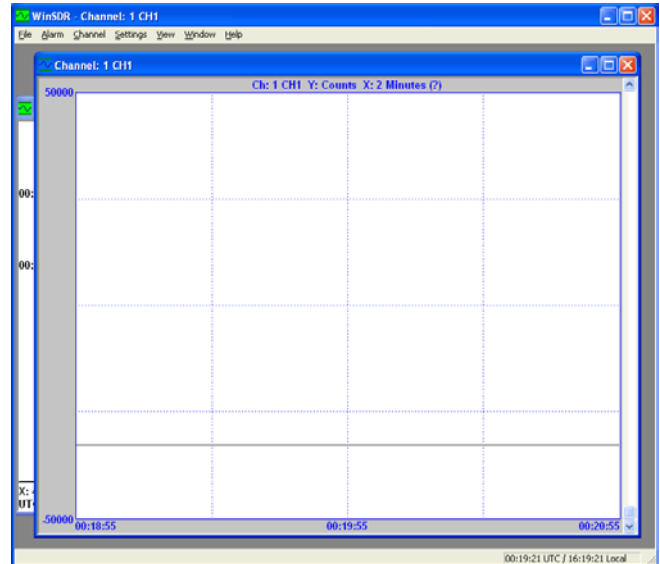 WinSDR - Channel: 1 CH1
File Alarm Channel Settings View Window Help
Channel: 1 CH1
Ch: 1 CH1 Y: Counts X: 2 Minutes (?)
50000
00:
00:
X:
UT
-50000
00:18:55 00:19:55 00:20:55
00:19:21 UTC / 16:19:21 Local